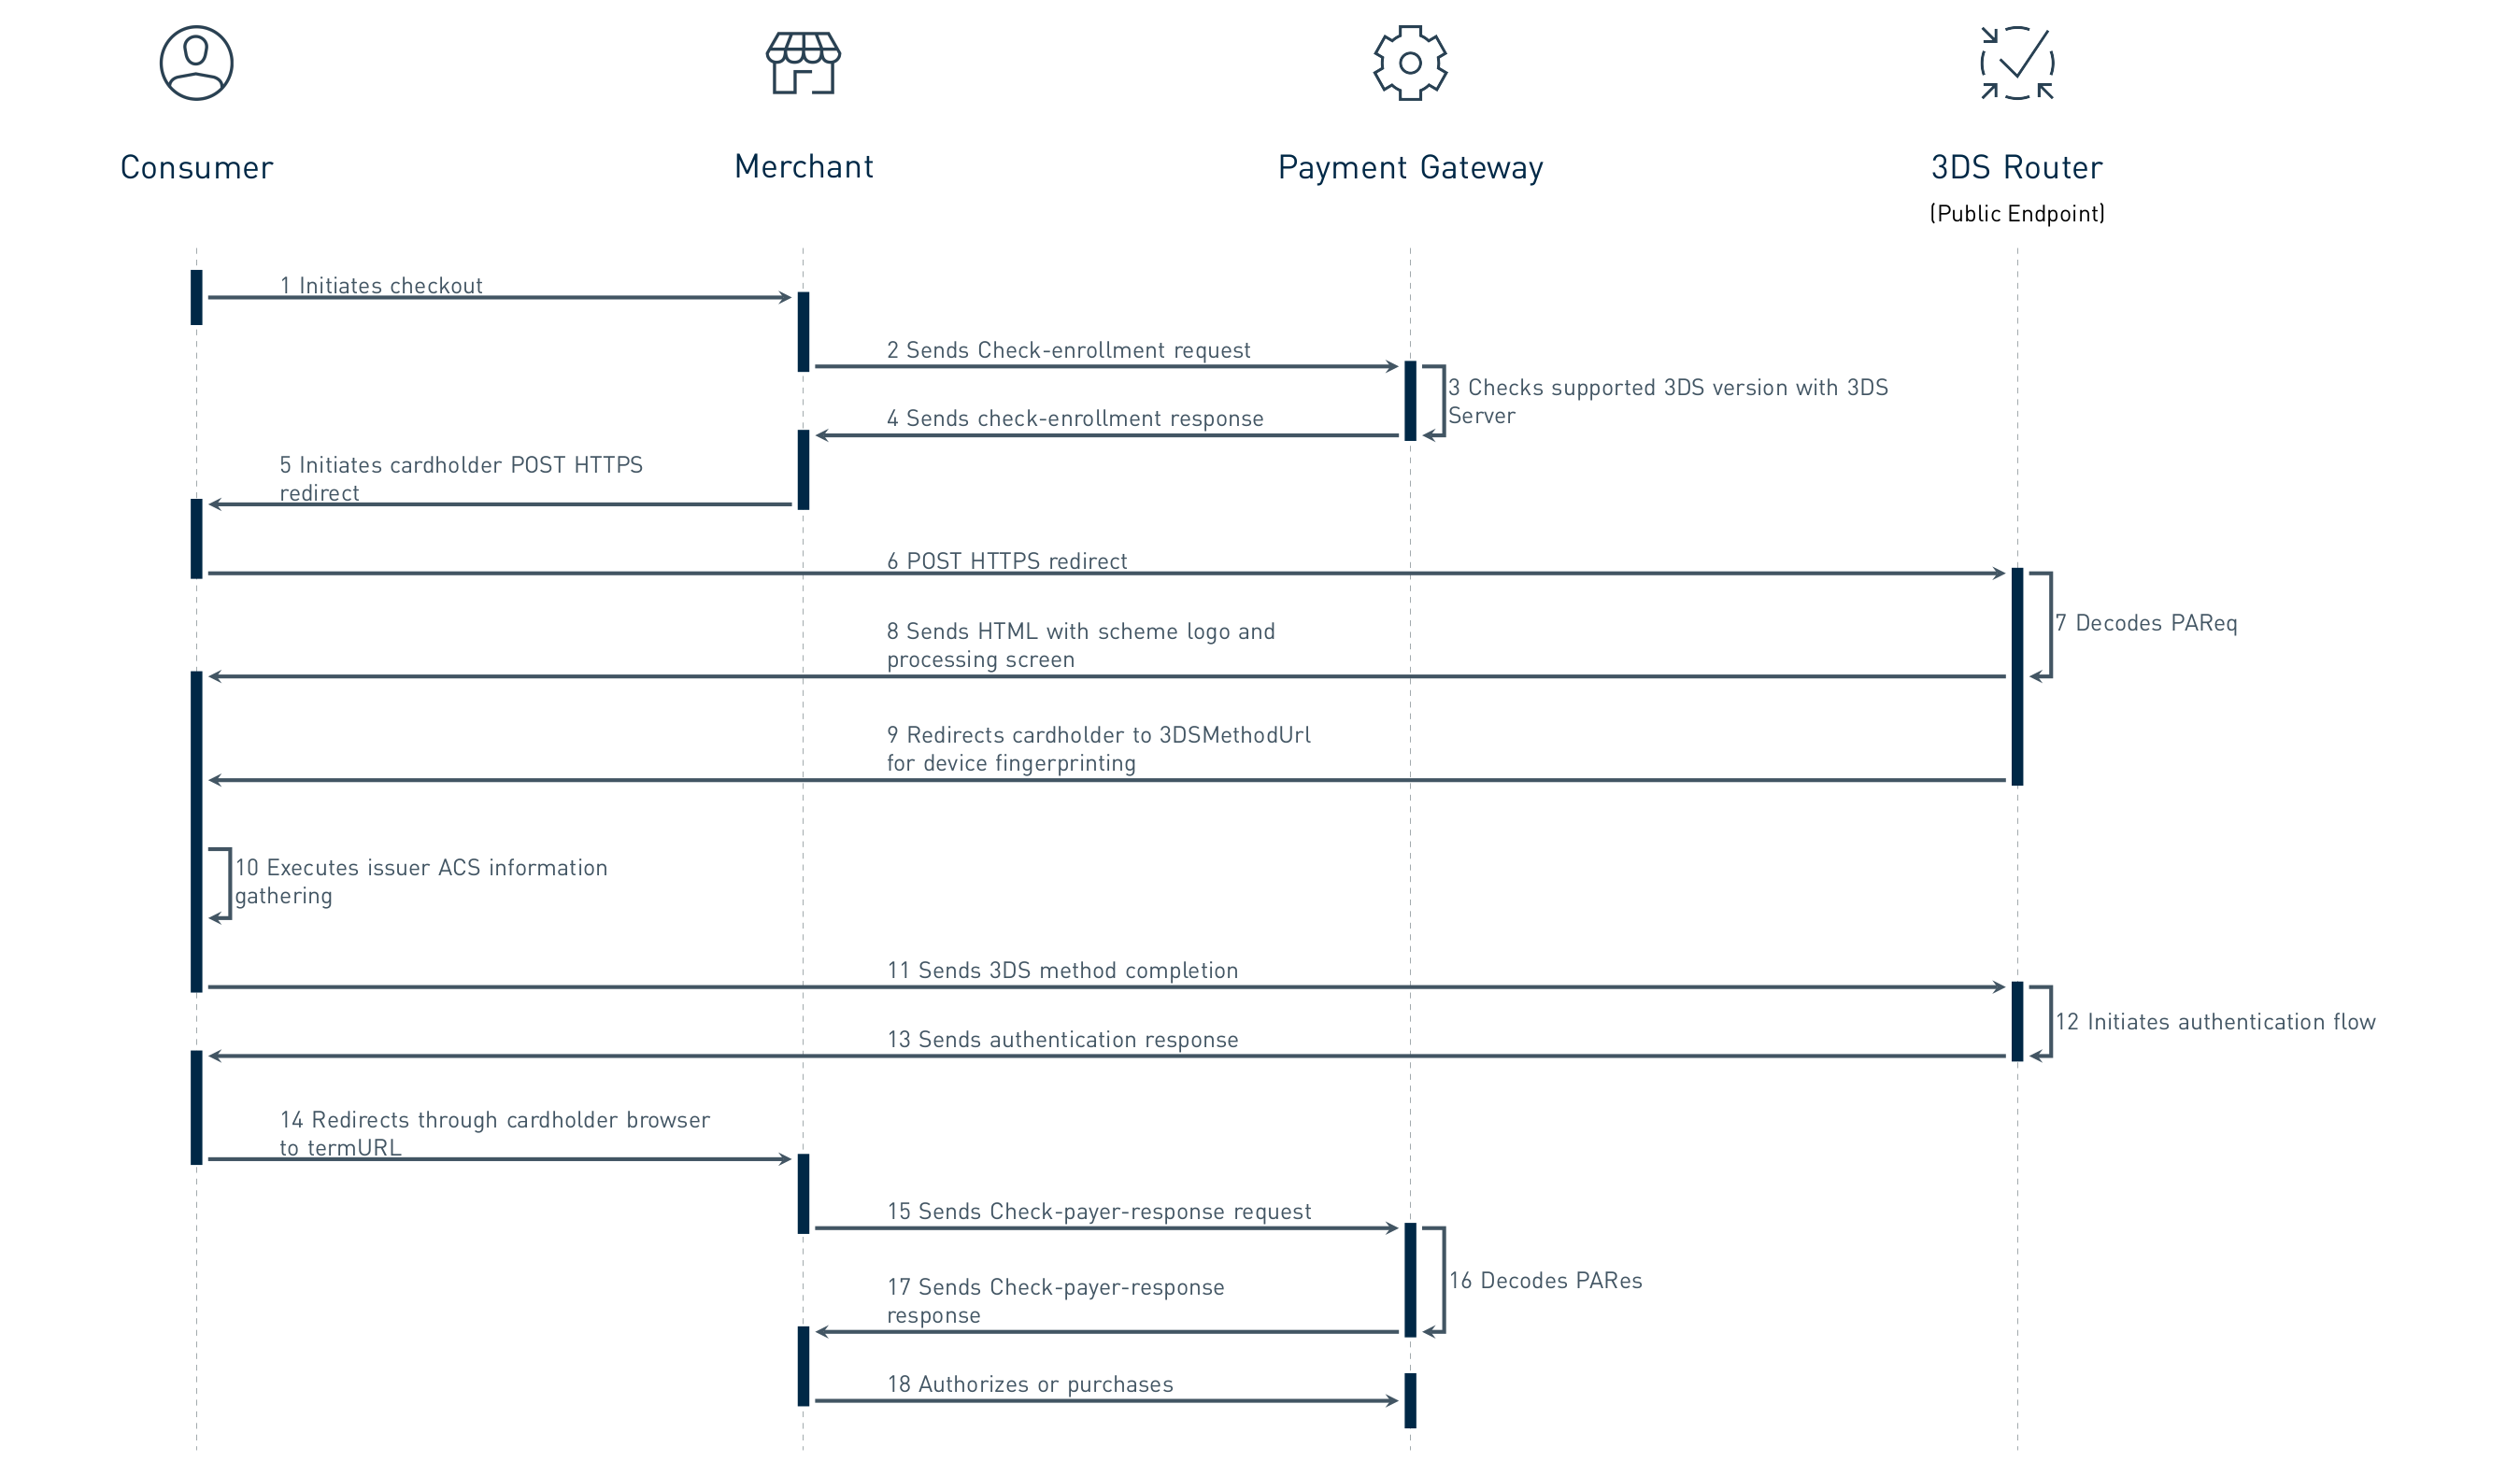 Consumer
Merchant
Payment Gateway
3DS Router
(Public Endpoint)
1 Initiates checkout
2 Sends Check-enrollment request
3 Checks supported 3DS version with 3DS
Server
4 Sends check-enrollment response
5 Initiates cardholder POST HTTPS
redirect
6 POST HTTPS redirect
7 Decodes PAReq
8 Sends HTML with scheme logo and
processing screen
9 Redirects cardholder to 3DSMethodUrl
for device fingerprinting
10 Executes issuer ACS information
gathering
11 Sends 3DS method completion
12 Initiates authentication flow
13 Sends authentication response
14 Redirects through cardholder browser
to termURL
15 Sends Check-payer-response request
16 Decodes PARes
17 Sends Check-payer-response
response
18 Authorizes or purchases